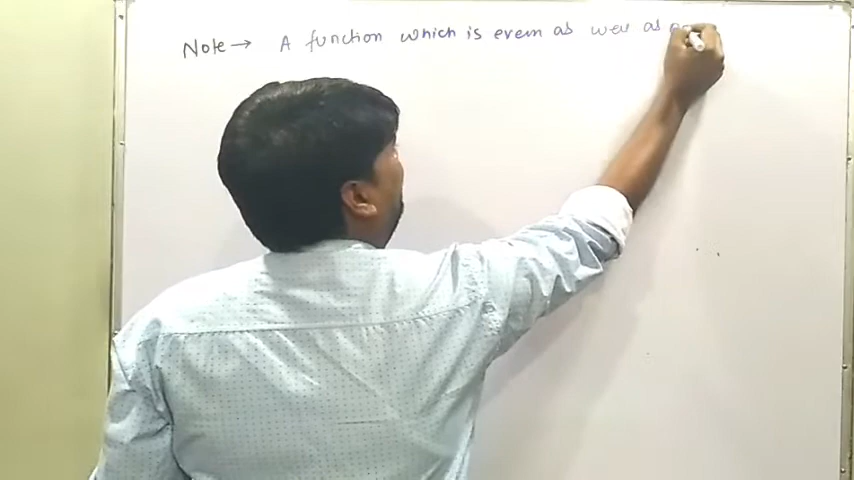 Note → A function which is even as well as